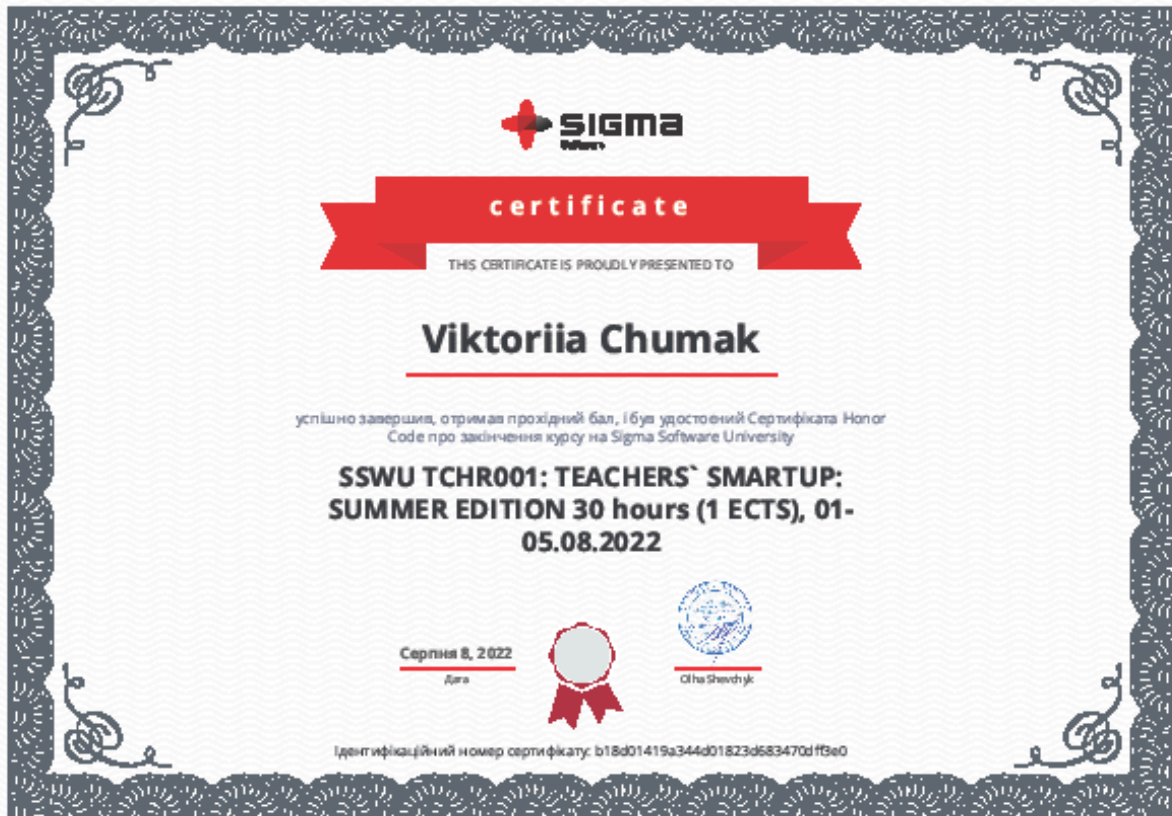 SIGMA
Software
certificate
THIS CERTIFICATE IS PROUDLY PRESENTED TO
Viktoriia Chumak
успішно завершив, отримав прохідний бал, і був удостоєний Сертифіката Honor
Code про закінчення курсу на Sigma Software University
SSWU TCHR001: TEACHERS` SMARTUP:
SUMMER EDITION 30 hours (1 ECTS), 01-
05.08.2022
Серпня 8, 2022
Дата
Olha Shevchyk
Ідентифікаційний номер сертифікату: b18d01419a344d01823d683470dff3e0